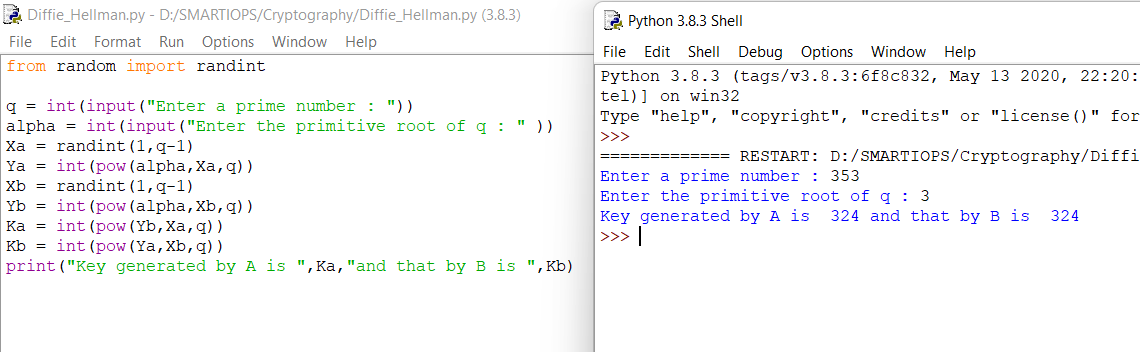 Diffie_Hellman.py - D:/SMARTIOPS/Cryptography/Diffie_Hellman.py (3.8.3)
File Edit Format Run Options Window Help
from random import randint
q = int(input("Enter a prime number : "))
alpha = int(input("Enter the primitive root of q : " ))
Xa = randint(1,q-1)
Ya = int(pow(alpha,Xa,q))
Xb = randint(1,q-1)
Yb = int(pow(alpha,Xb,q))
Ka = int(pow(Yb,Xa,q))
Kb = int(pow(Ya,Xb,q))
print("Key generated by A is ",Ka,"and that by B is ",Kb)
Python 3.8.3 Shell
File Edit Shell Debug Options Window Help
Python 3.8.3 (tags/v3.8.3:6f8c832, May 13 2020, 22:20:
tel)] on win32
Type "help", "copyright", "credits" or "license()" for
>>>
============= RESTART: D:/SMARTIOPS/Cryptography/Diffi
Enter a prime number : 353
Enter the primitive root of q : 3
Key generated by A is  324 and that by B is  324
>>>